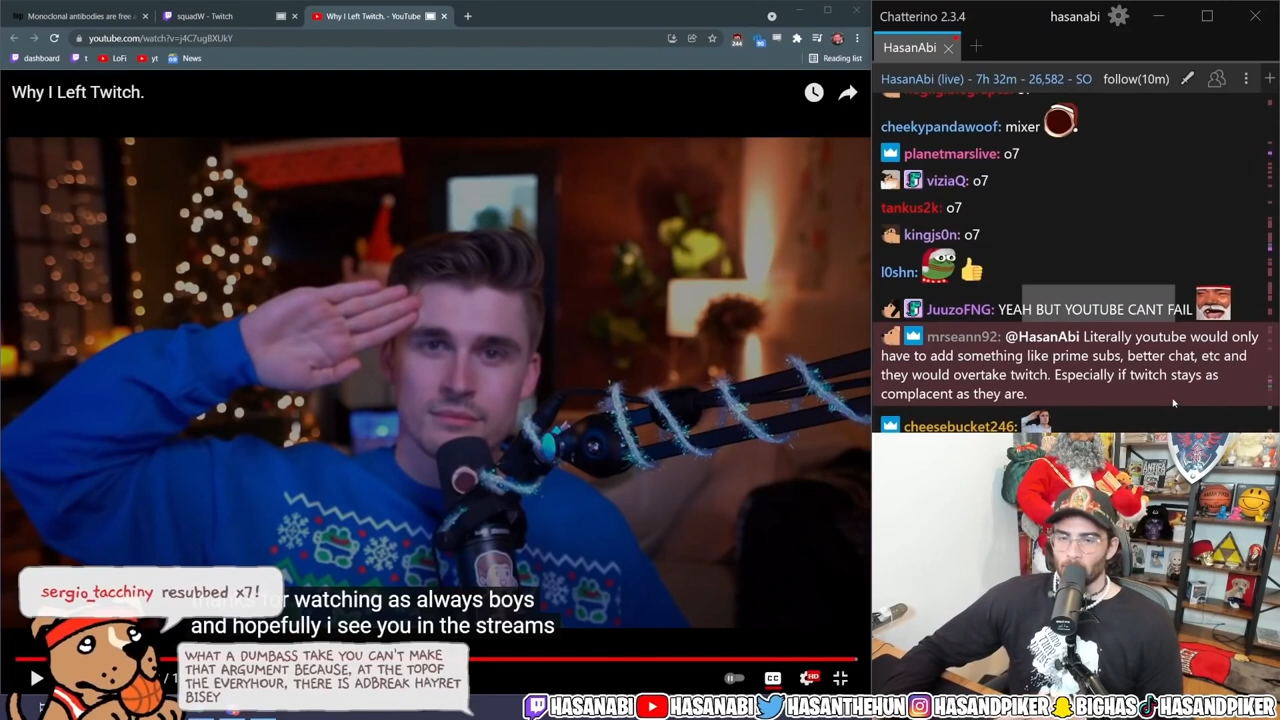 Monoclonal antibodies are free
squadW - Twitch
Why I Left Twitch. - YouTube
youtube.com/watch?v=j4C7ugBXUkY
dashboard
t
LoFi
yt
News
Reading list
Why I Left Twitch.
thanks for watching as always boys
and hopefully i see you in the streams
sergio_tacchiny resubbed x7!
WHAT A DUMBASS TAKE YOU CAN'T MAKE
THAT ARGUMENT BECAUSE, AT THE TOPOF
THE EVERYHOUR, THERE IS ADBREAK HAYRET
BISEY
Chatterino 2.3.4
hasanabi
HasanAbi
HasanAbi (live) - 7h 32m - 26,582 - SO
follow(10m)
cheekypandawoof: mixer
planetmarslive: o7
viziaQ: o7
tankus2k: o7
kingjs0n: o7
l0shn:
JuuzoFNG: YEAH BUT YOUTUBE CANT FAIL
mrseann92: @HasanAbi Literally youtube would only
have to add something like prime subs, better chat, etc and
they would overtake twitch. Especially if twitch stays as
complacent as they are.
cheesebucket246:
HASANABI
HASANABI
HASANTHEHUN
HASANDPIKER
BIGHAS
HASANDPIKER